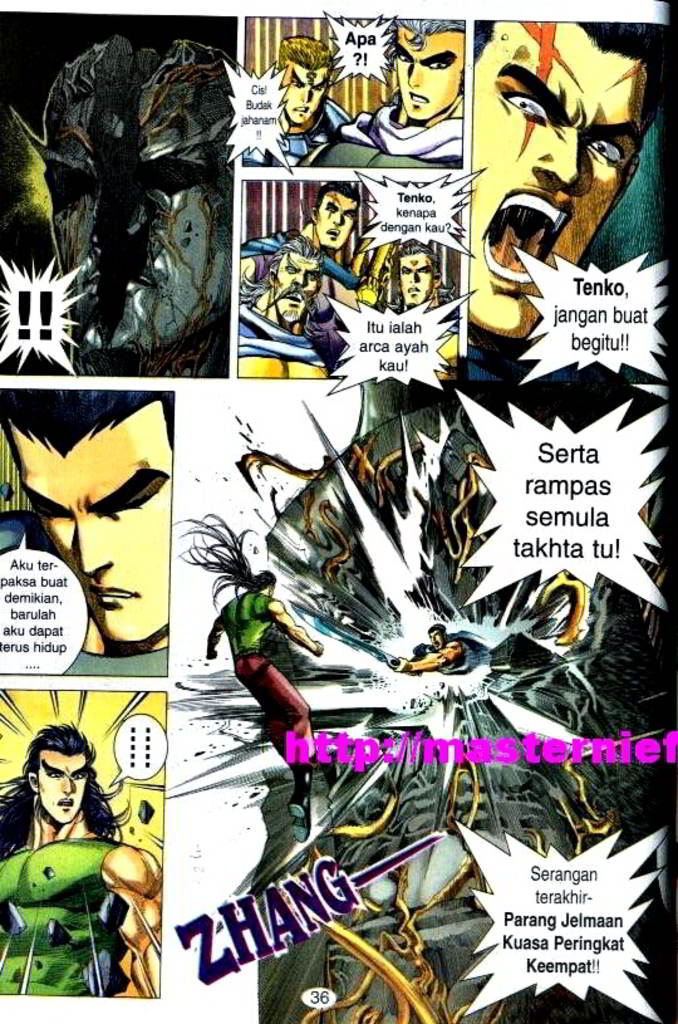 !!
Cis!
Budak
jahanam
!!
Apa
?!
Tenko,
kenapa
dengan kau?
Itu ialah
arca ayah
kau!
Tenko,
jangan buat
begitu!!
Aku ter-
paksa buat
demikian,
barulah
aku dapat
terus hidup
....
Serta
rampas
semula
takhta tu!
http://masternief
ZHANG
Serangan
terakhir-
Parang Jelmaan
Kuasa Peringkat
Keempat!!
36